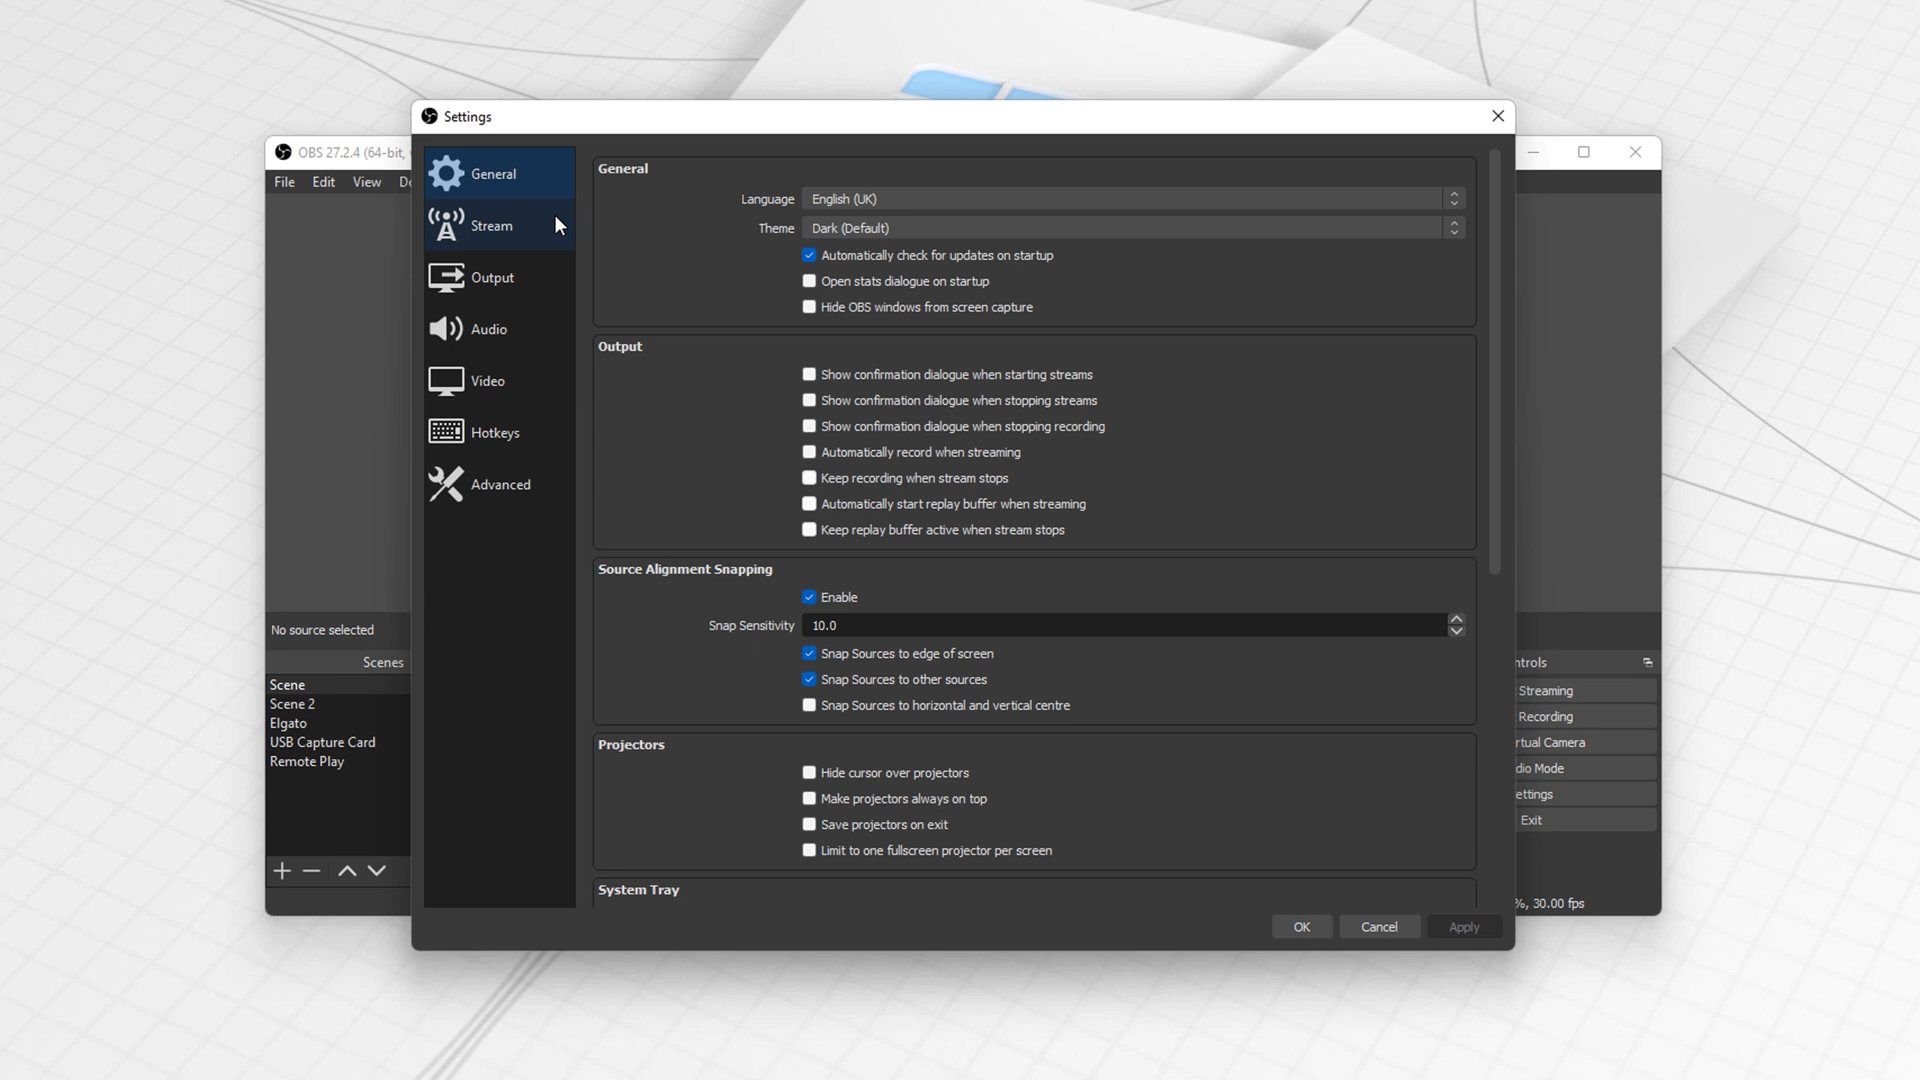 Settings
OBS 27.2.4 (64-bit,
File Edit View
General
Stream
Output
Audio
Video
Hotkeys
Advanced
General
Language English (UK)
Theme Dark (Default)
Automatically check for updates on startup
Open stats dialogue on startup
Hide OBS windows from screen capture
Output
Show confirmation dialogue when starting streams
Show confirmation dialogue when stopping streams
Show confirmation dialogue when stopping recording
Automatically record when streaming
Keep recording when stream stops
Automatically start replay buffer when streaming
Keep replay buffer active when stream stops
Source Alignment Snapping
Enable
Snap Sensitivity 10.0
Snap Sources to edge of screen
Snap Sources to other sources
Snap Sources to horizontal and vertical centre
Projectors
Hide cursor over projectors
Make projectors always on top
Save projectors on exit
Limit to one fullscreen projector per screen
System Tray
OK Cancel Apply
No source selected
Scenes
Scene
Scene 2
Elgato
USB Capture Card
Remote Play
ntrols
Streaming
Recording
rtual Camera
dio Mode
ettings
Exit
%, 30.00 fps